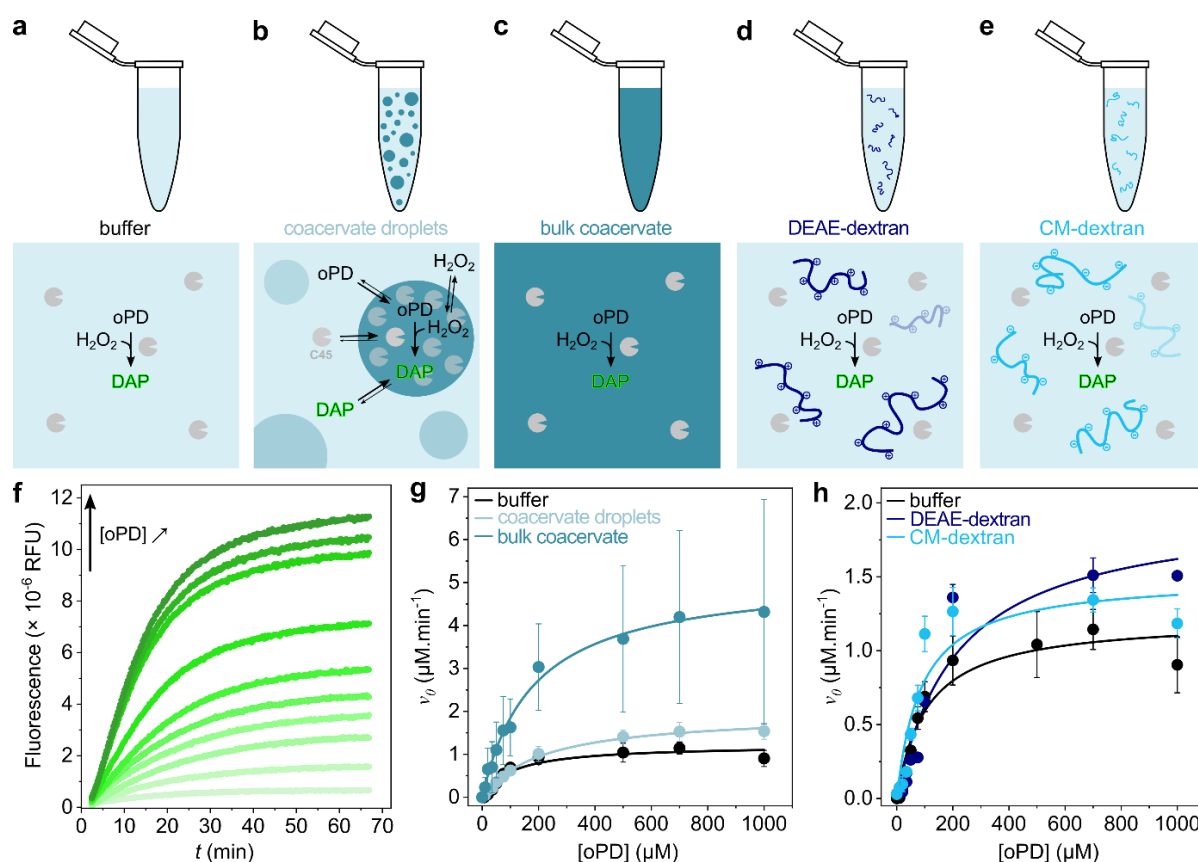 a
b
c
d
e
buffer
coacervate droplets
bulk coacervate
DEAE-dextran
CM-dextran
oPD
H₂O₂
DAP
oPD
H₂O₂
oPD
H₂O₂
C45
DAP
DAP
oPD
H₂O₂
DAP
oPD
H₂O₂
DAP
oPD
H₂O₂
DAP
f
12
10
8
6
4
2
0
Fluorescence (× 10⁻⁶ RFU)
[oPD] ↗
0 10 20 30 40 50 60 70
t (min)
g
7
6
5
4
3
2
1
0
v₀ (µM.min⁻¹)
buffer
coacervate droplets
bulk coacervate
0 200 400 600 800 1000
[oPD] (µM)
h
2.0
1.5
1.0
0.5
0.0
v₀ (µM.min⁻¹)
buffer
DEAE-dextran
CM-dextran
0 200 400 600 800 1000
[oPD] (µM)